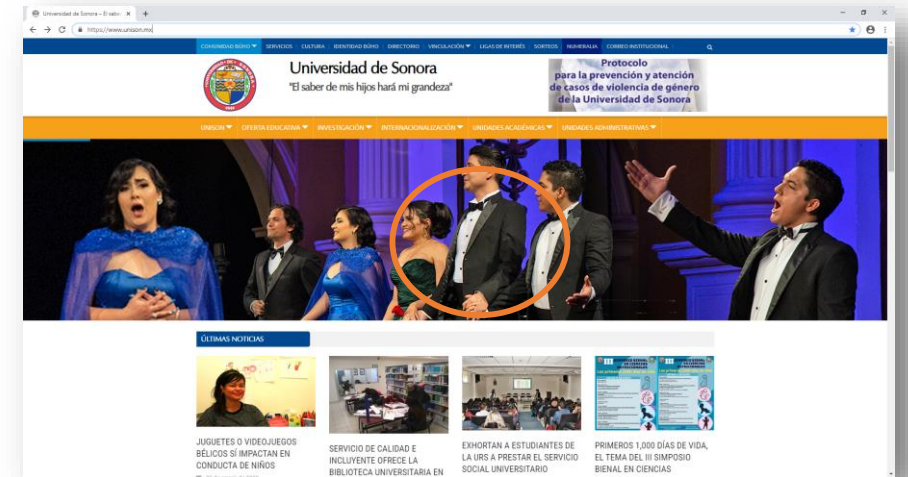 Universidad de Sonora – El saber
https://www.unison.mx
COMUNIDAD BÚHO SERVICIOS CULTURA IDENTIDAD BÚHO DIRECTORIO VINCULACIÓN LIGAS DE INTERÉS SORTEOS NUMERALIA CORREO INSTITUCIONAL
Universidad de Sonora
"El saber de mis hijos hará mi grandeza"
Protocolo
para la prevención y atención
de casos de violencia de género
de la Universidad de Sonora
UNISON OFERTA EDUCATIVA INVESTIGACIÓN INTERNACIONALIZACIÓN UNIDADES ACADÉMICAS UNIDADES ADMINISTRATIVAS
ÚLTIMAS NOTICIAS
JUGUETES O VIDEOJUEGOS
BÉLICOS SÍ IMPACTAN EN
CONDUCTA DE NIÑOS
SERVICIO DE CALIDAD E
INCLUYENTE OFRECE LA
BIBLIOTECA UNIVERSITARIA EN
EXHORTAN A ESTUDIANTES DE
LA URS A PRESTAR EL SERVICIO
SOCIAL UNIVERSITARIO
PRIMEROS 1,000 DÍAS DE VIDA,
EL TEMA DEL III SIMPOSIO
BIENAL EN CIENCIAS